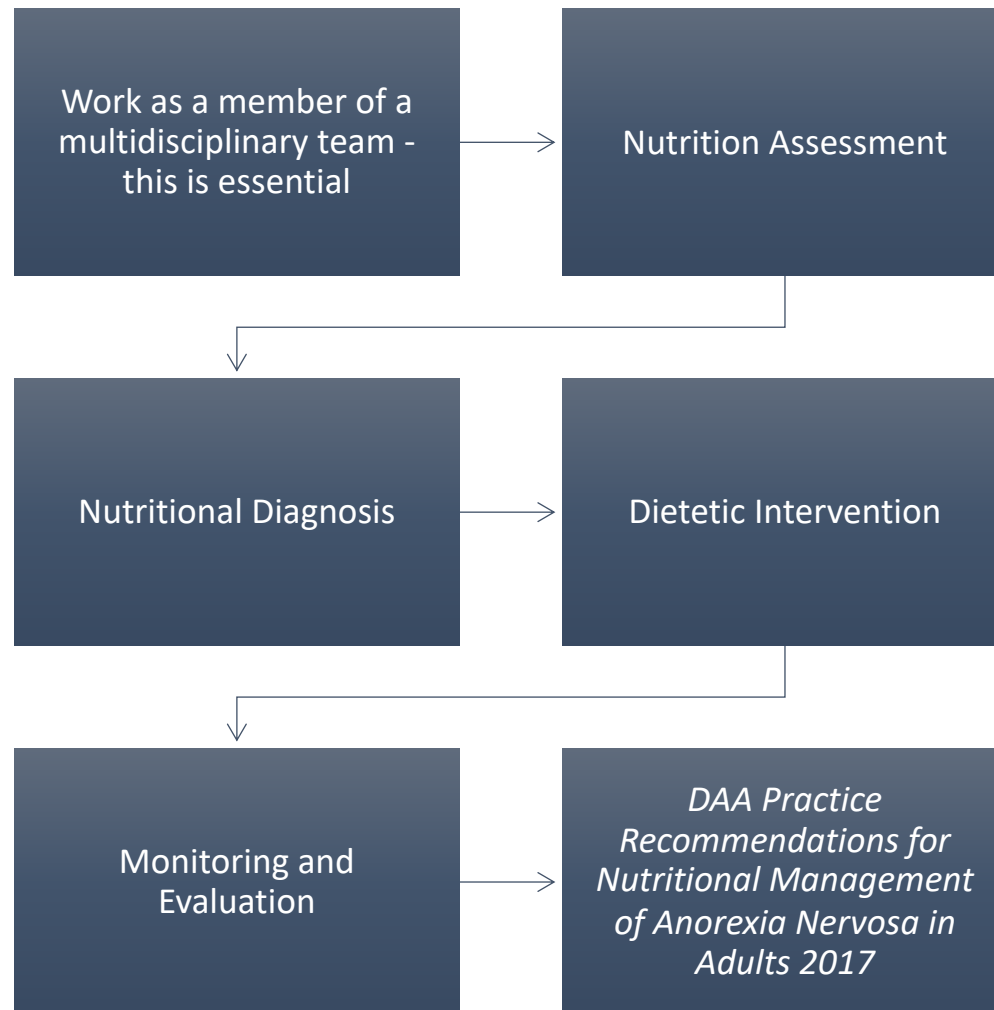 Work as a member of a
multidisciplinary team -
this is essential
Nutrition Assessment
Nutritional Diagnosis
Dietetic Intervention
Monitoring and
Evaluation
DAA Practice
Recommendations for
Nutritional Management
of Anorexia Nervosa in
Adults 2017